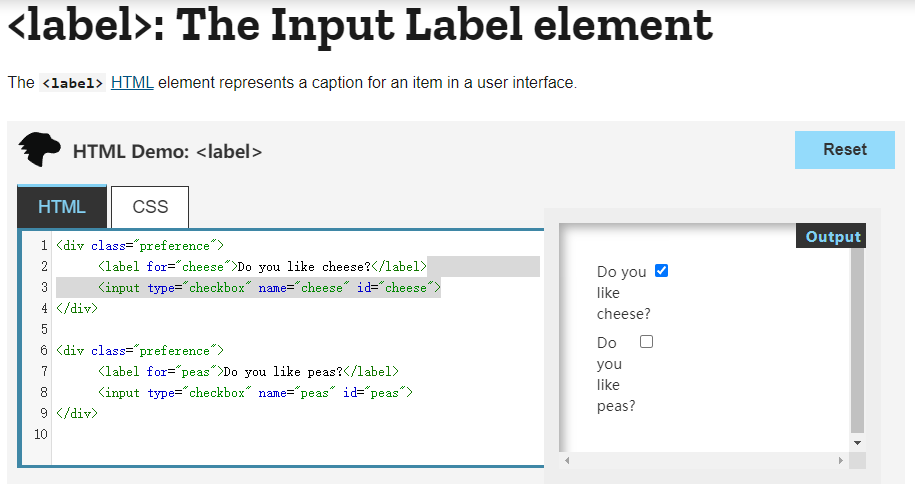 <label>: The Input Label element
The <label> HTML element represents a caption for an item in a user interface.
HTML Demo: <label>
Reset
HTML
CSS
1 <div class="preference">
2 <label for="cheese">Do you like cheese?</label>
3 <input type="checkbox" name="cheese" id="cheese">
4 </div>
5
6 <div class="preference">
7 <label for="peas">Do you like peas?</label>
8 <input type="checkbox" name="peas" id="peas">
9 </div>
10
Output
Do you
like
cheese?
Do
you
like
peas?